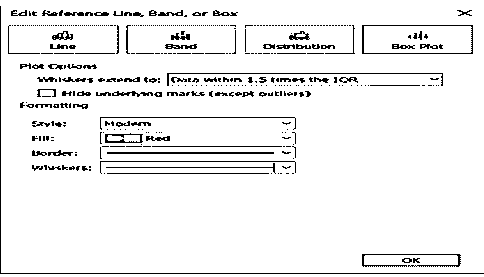 Edit Reference Line, Band, or Box
Line Band Distribution Box Plot
Plot Options
Whiskers extend to: Data within 1.5 times the IQR
Hide underlying marks (except outliers)
Formatting
Style: Modern
Fill: Red
Border:
Whiskers:
OK